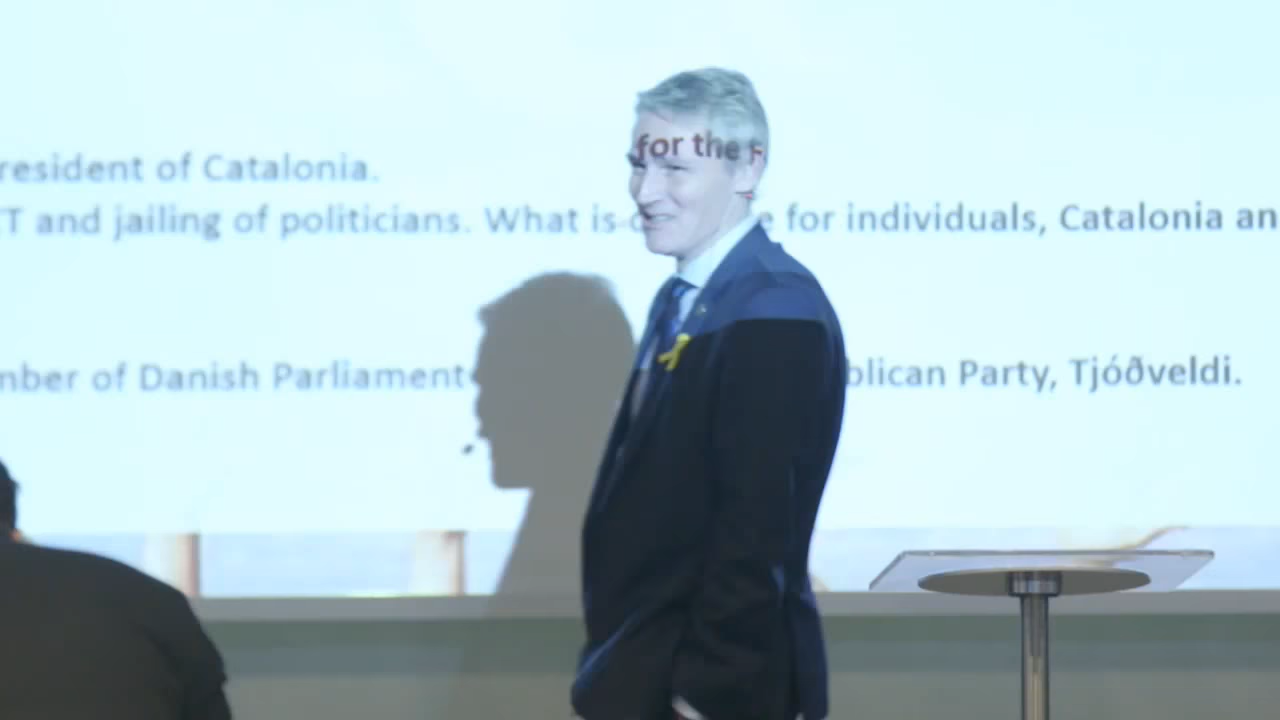 for the
resident of Catalonia.
T and jailing of politicians. What is for individuals, Catalonia an
mber of Danish Parliament blican Party, Tjóðveldi.